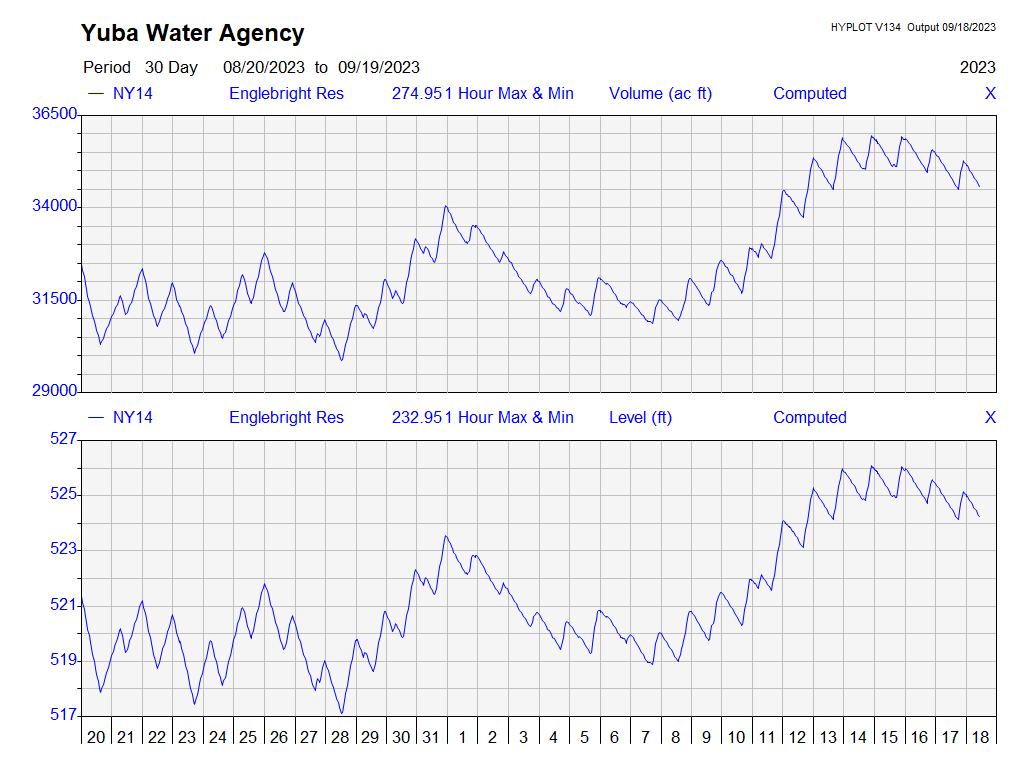 Yuba Water Agency
HYPLOT V134 Output 09/18/2023
Period 30 Day 08/20/2023 to 09/19/2023
2023
NY14 Englebright Res 274.951 Hour Max & Min Volume (ac ft) Computed X
36500
34000
31500
29000
NY14 Englebright Res 232.951 Hour Max & Min Level (ft) Computed X
527
525
523
521
519
517
20 21 22 23 24 25 26 27 28 29 30 31 1 2 3 4 5 6 7 8 9 10 11 12 13 14 15 16 17 18